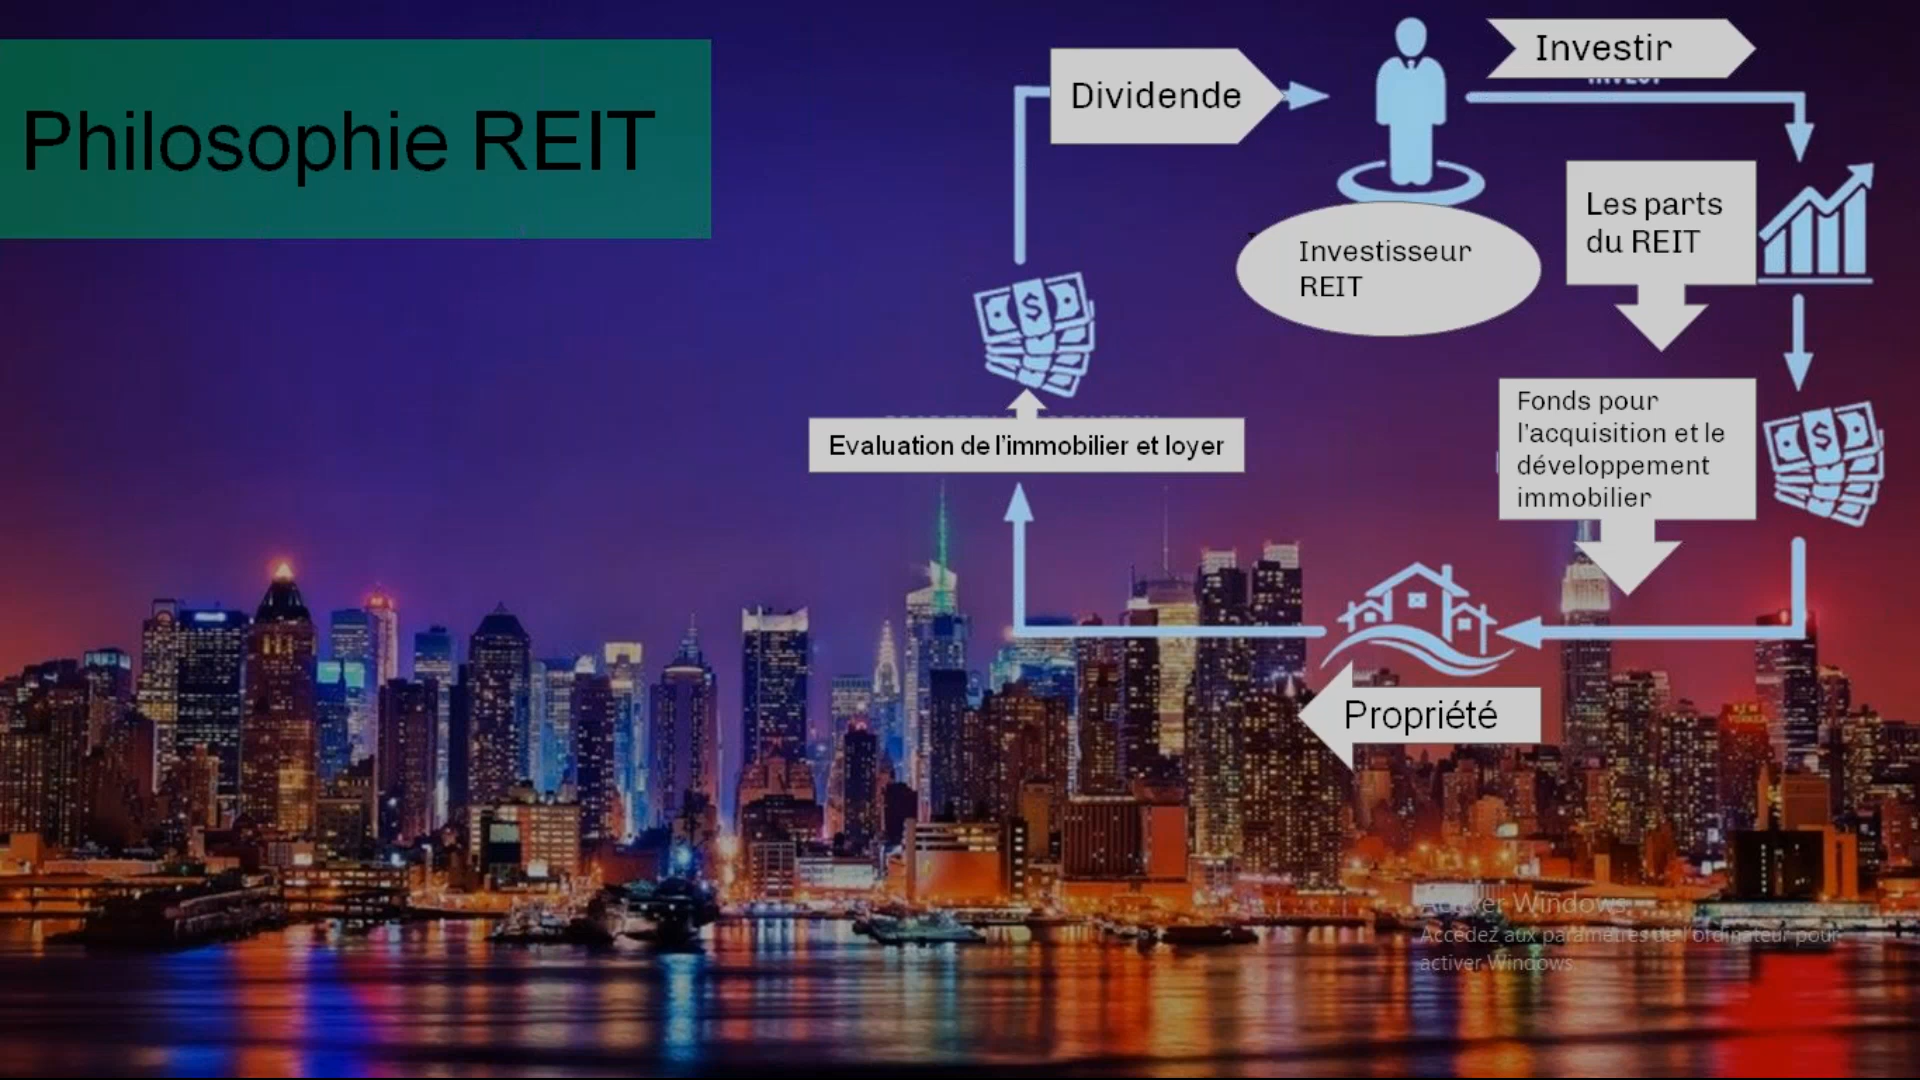 Philosophie REIT
Dividende
Investir
Les parts
du REIT
Investisseur
REIT
Fonds pour
l'acquisition et le
développement
immobilier
Evaluation de l'immobilier et loyer
Propriété
Activer Windows
Accédez aux paramètres de l'ordinateur pour
activer Windows